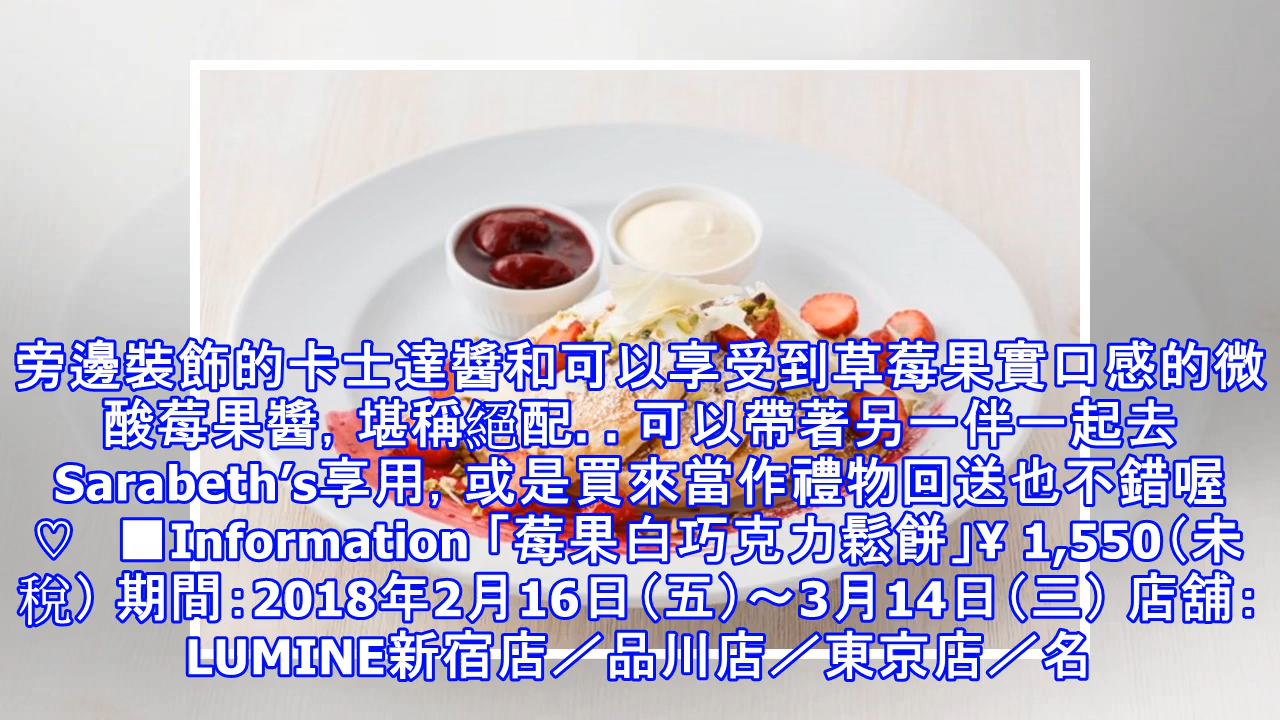 旁邊裝飾的卡士達醬和可以享受到草莓果實口感的微
酸莓果醬，堪稱絕配．．可以帶著另一伴一起去
Sarabeth’s享用，或是買來當作禮物回送也不錯喔
♡　■Information「莓果白巧克力鬆餅」¥ 1,550（未
稅）期間：2018年2月16日（五）～3月14日（三）店舖：
LUMINE新宿店／品川店／東京店／名